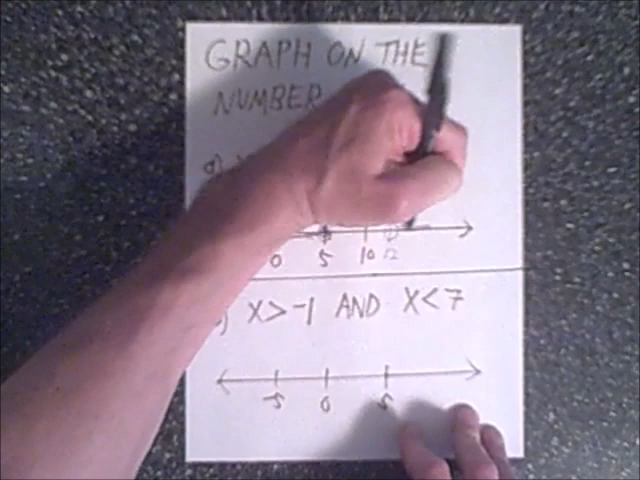 GRAPH ON THE
NUMBER
a)
0 5 10 12
X>-1 AND X<7
-5 0 5